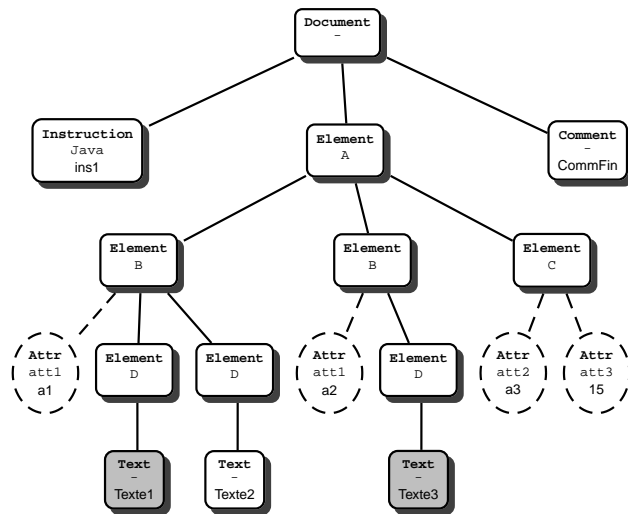 Document
-
Instruction
Java
ins1
Element
A
Comment
-
CommFin
Element
B
Element
B
Element
C
Attr
att1
a1
Element
D
Element
D
Attr
att1
a2
Element
D
Attr
att2
a3
Attr
att3
15
Text
-
Texte1
Text
-
Texte2
Text
-
Texte3